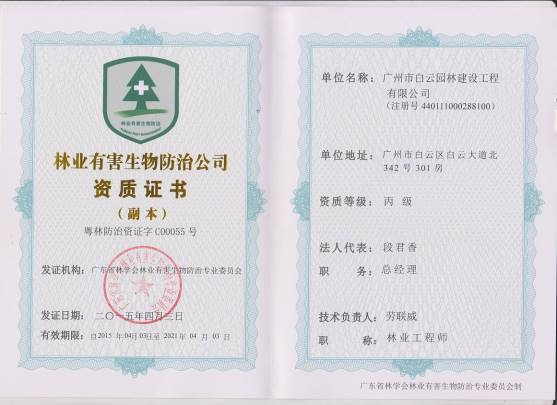 林业有害生物防治
林业有害生物防治公司
资质证书
（副本）
粤林防治资证字 C00055 号
发证机构： 广东省林学会林业有害生物防治专业委员会
发证日期： 二〇一五年四月三日
有效期限： 自2015 年04月03日至 2021 年 04 月 03 日
单位名称： 广州市白云园林建设工程
有限公司
（注册号 440111000288100）
单位地址： 广州市白云区白云大道北
342 号 301 房
资质等级： 丙 级
法人代表： 段君香
职 务： 总经理
技术负责人： 劳联威
职 称： 林业工程师
广东省林学会林业有害生物防治专业委员会制